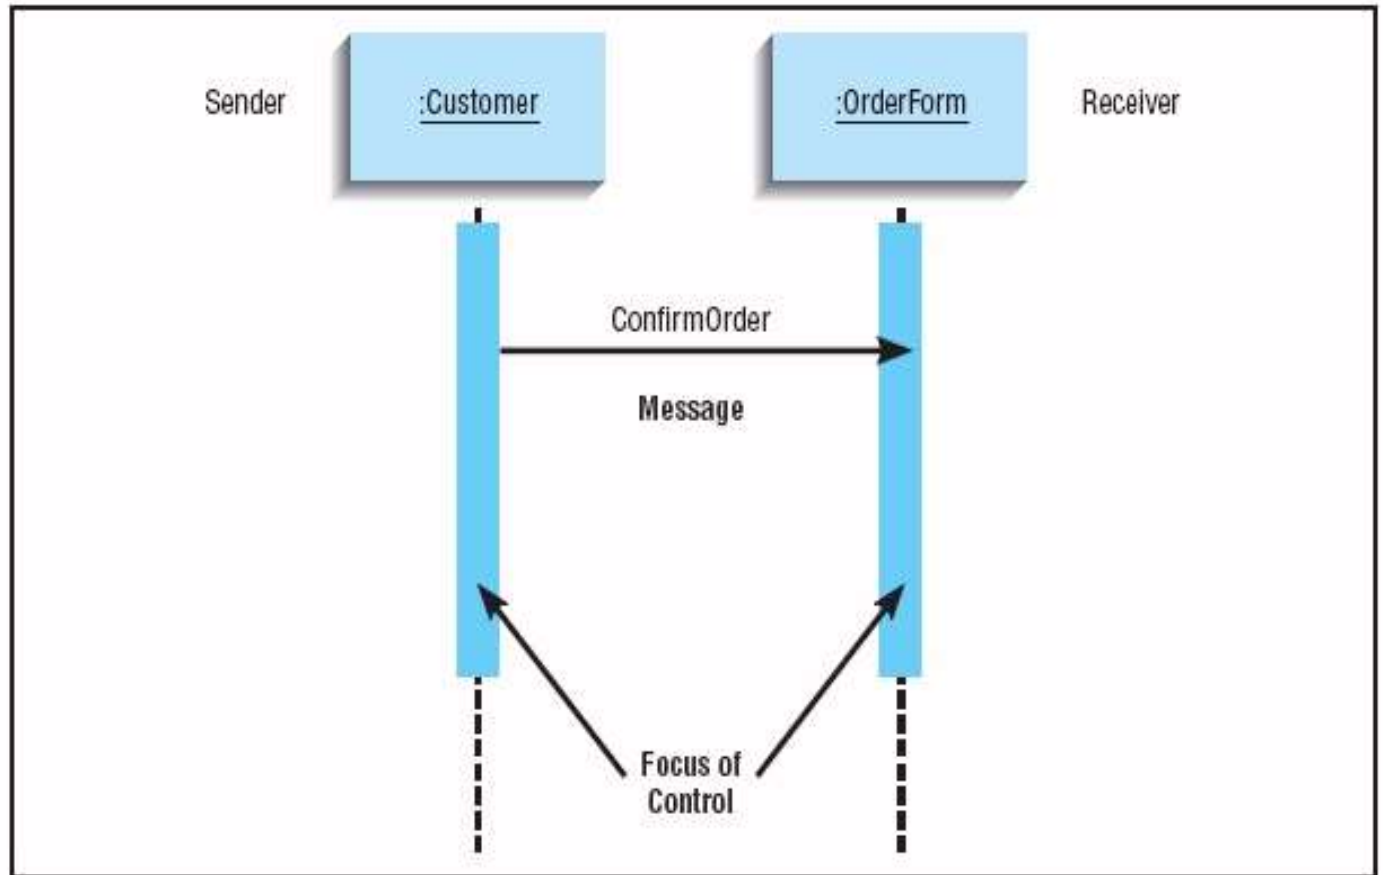 Sender
:Customer
:OrderForm
Receiver
ConfirmOrder
Message
Focus of
Control